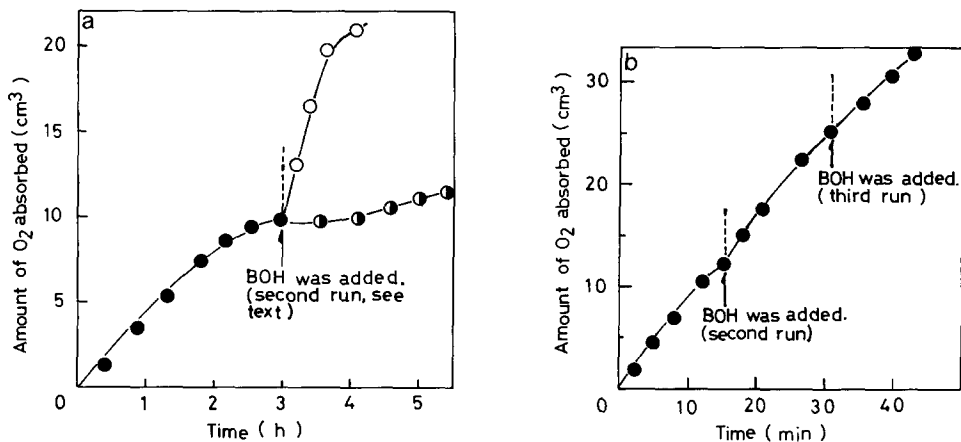 a
Amount of O2 absorbed (cm3)
20
15
10
5
0
1
2
3
4
5
Time ( h )
BOH was added.
(second run, see
text)
b
Amount of O2 absorbed (cm3)
30
20
10
0
10
20
30
40
50
Time ( min )
BOH was added.
(second run)
BOH was added.
(third run )